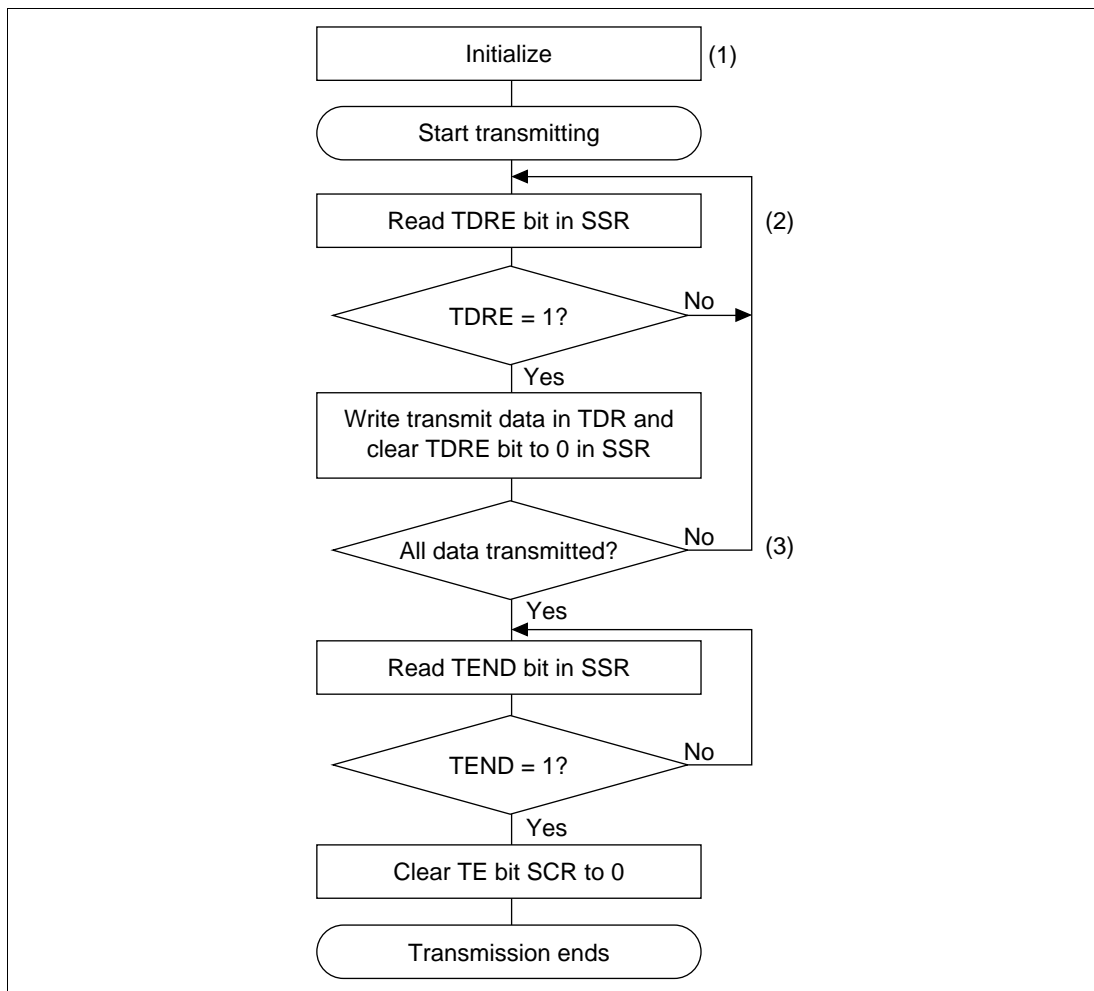 Initialize
(1)
Start transmitting
Read TDRE bit in SSR
(2)
TDRE = 1?
No
Yes
Write transmit data in TDR and
clear TDRE bit to 0 in SSR
All data transmitted?
No
(3)
Yes
Read TEND bit in SSR
TEND = 1?
No
Yes
Clear TE bit SCR to 0
Transmission ends